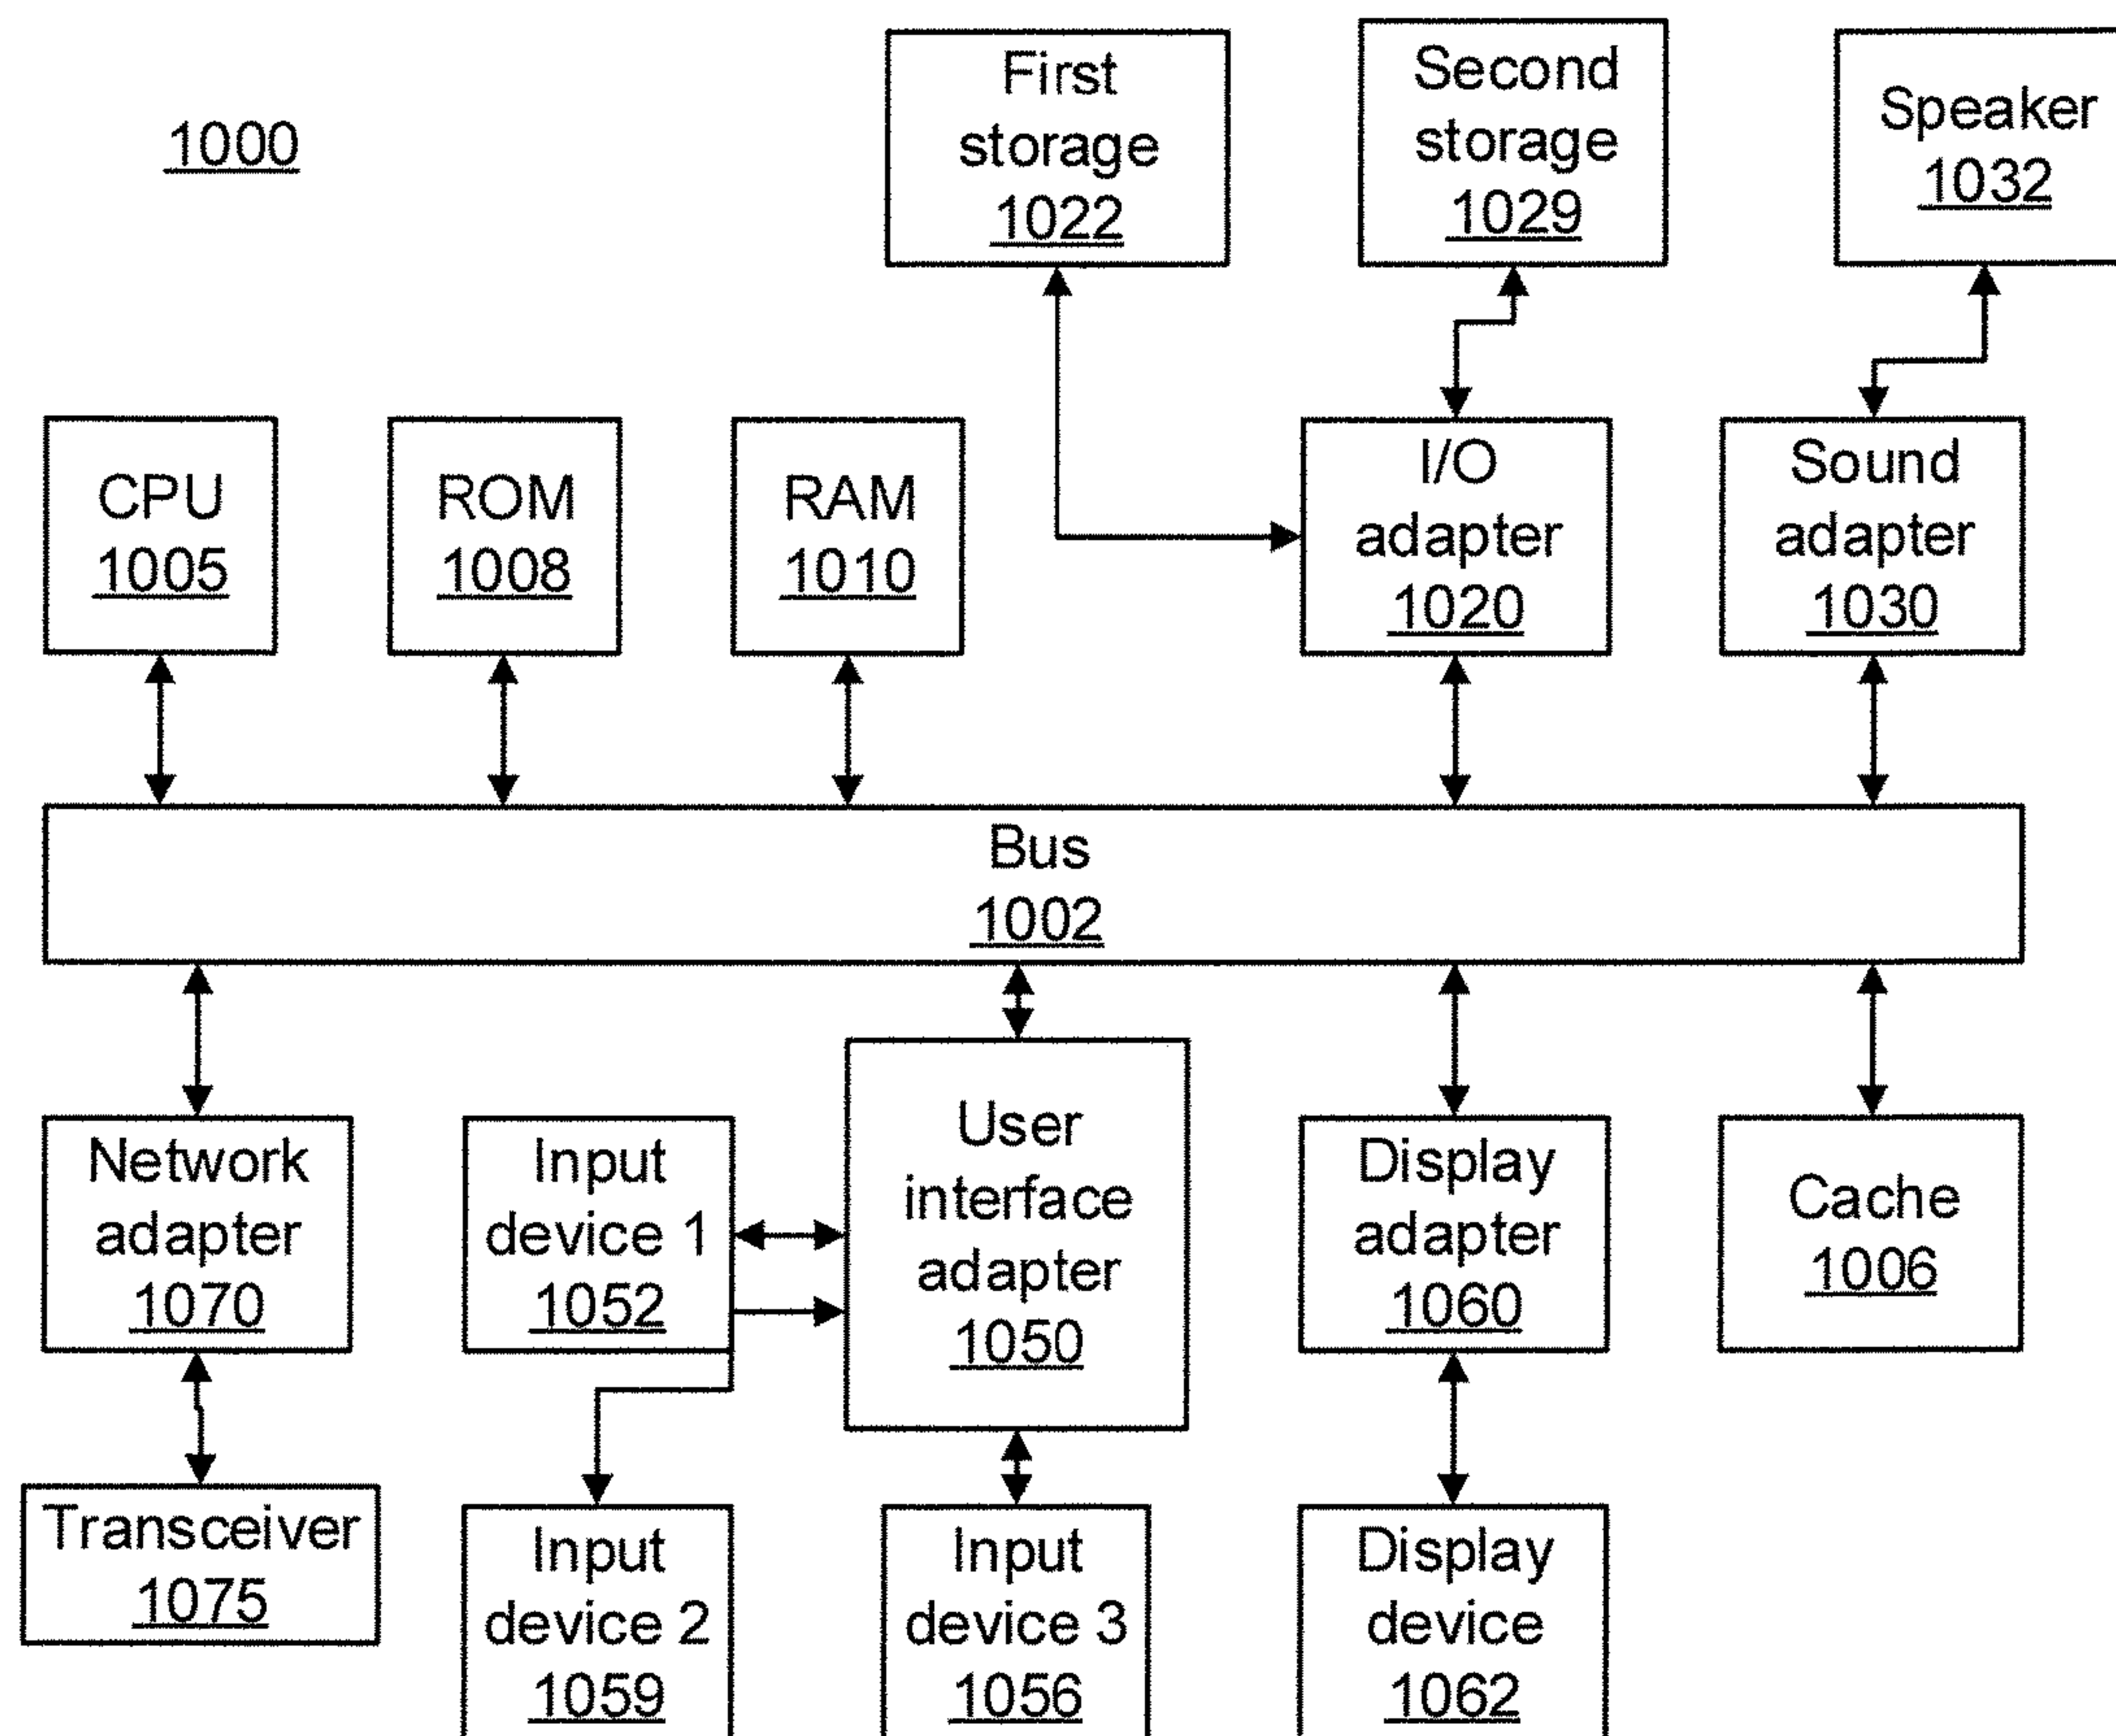 1000
First
storage
1022
Second
storage
1029
Speaker
1032
CPU
1005
ROM
1008
RAM
1010
I/O
adapter
1020
Sound
adapter
1030
Bus
1002
Network
adapter
1070
Input
device 1
1052
User
interface
adapter
1050
Display
adapter
1060
Cache
1006
Transceiver
1075
Input
device 2
1059
Input
device 3
1056
Display
device
1062